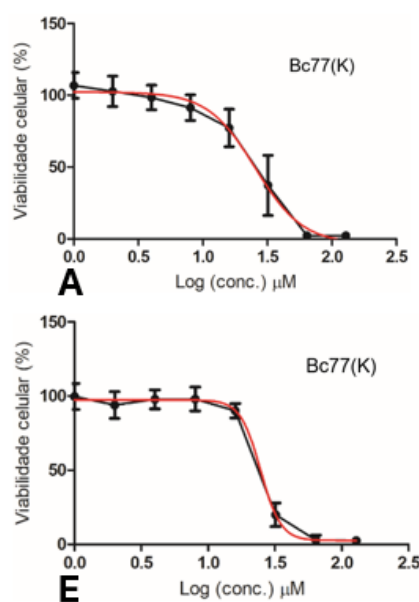 150
Bc77(K)
100
50
0
Viabilidade celular (%)
0.0 0.5 1.0 1.5 2.0 2.5
Log (conc.) μM
A
150
Bc77(K)
100
50
0
Viabilidade celular (%)
0.0 0.5 1.0 1.5 2.0 2.5
Log (conc.) μM
E